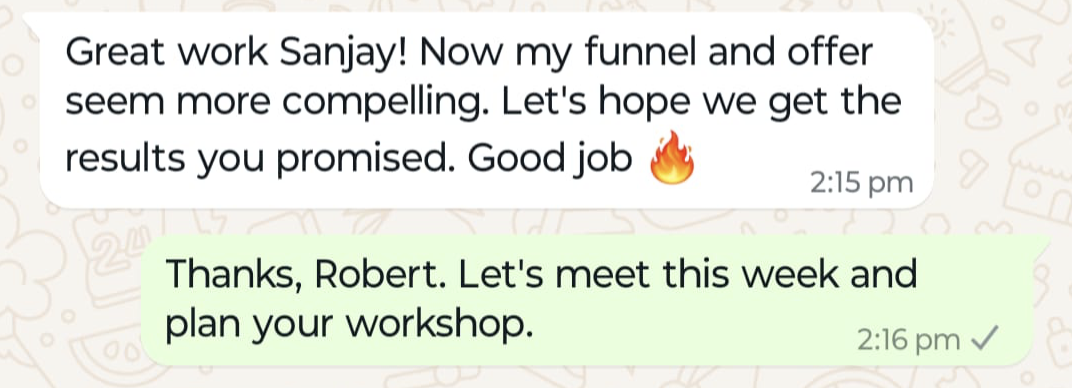 Great work Sanjay! Now my funnel and offer
seem more compelling. Let's hope we get the
results you promised. Good job 🔥
2:15 pm
Thanks, Robert. Let's meet this week and
plan your workshop.
2:16 pm ✓